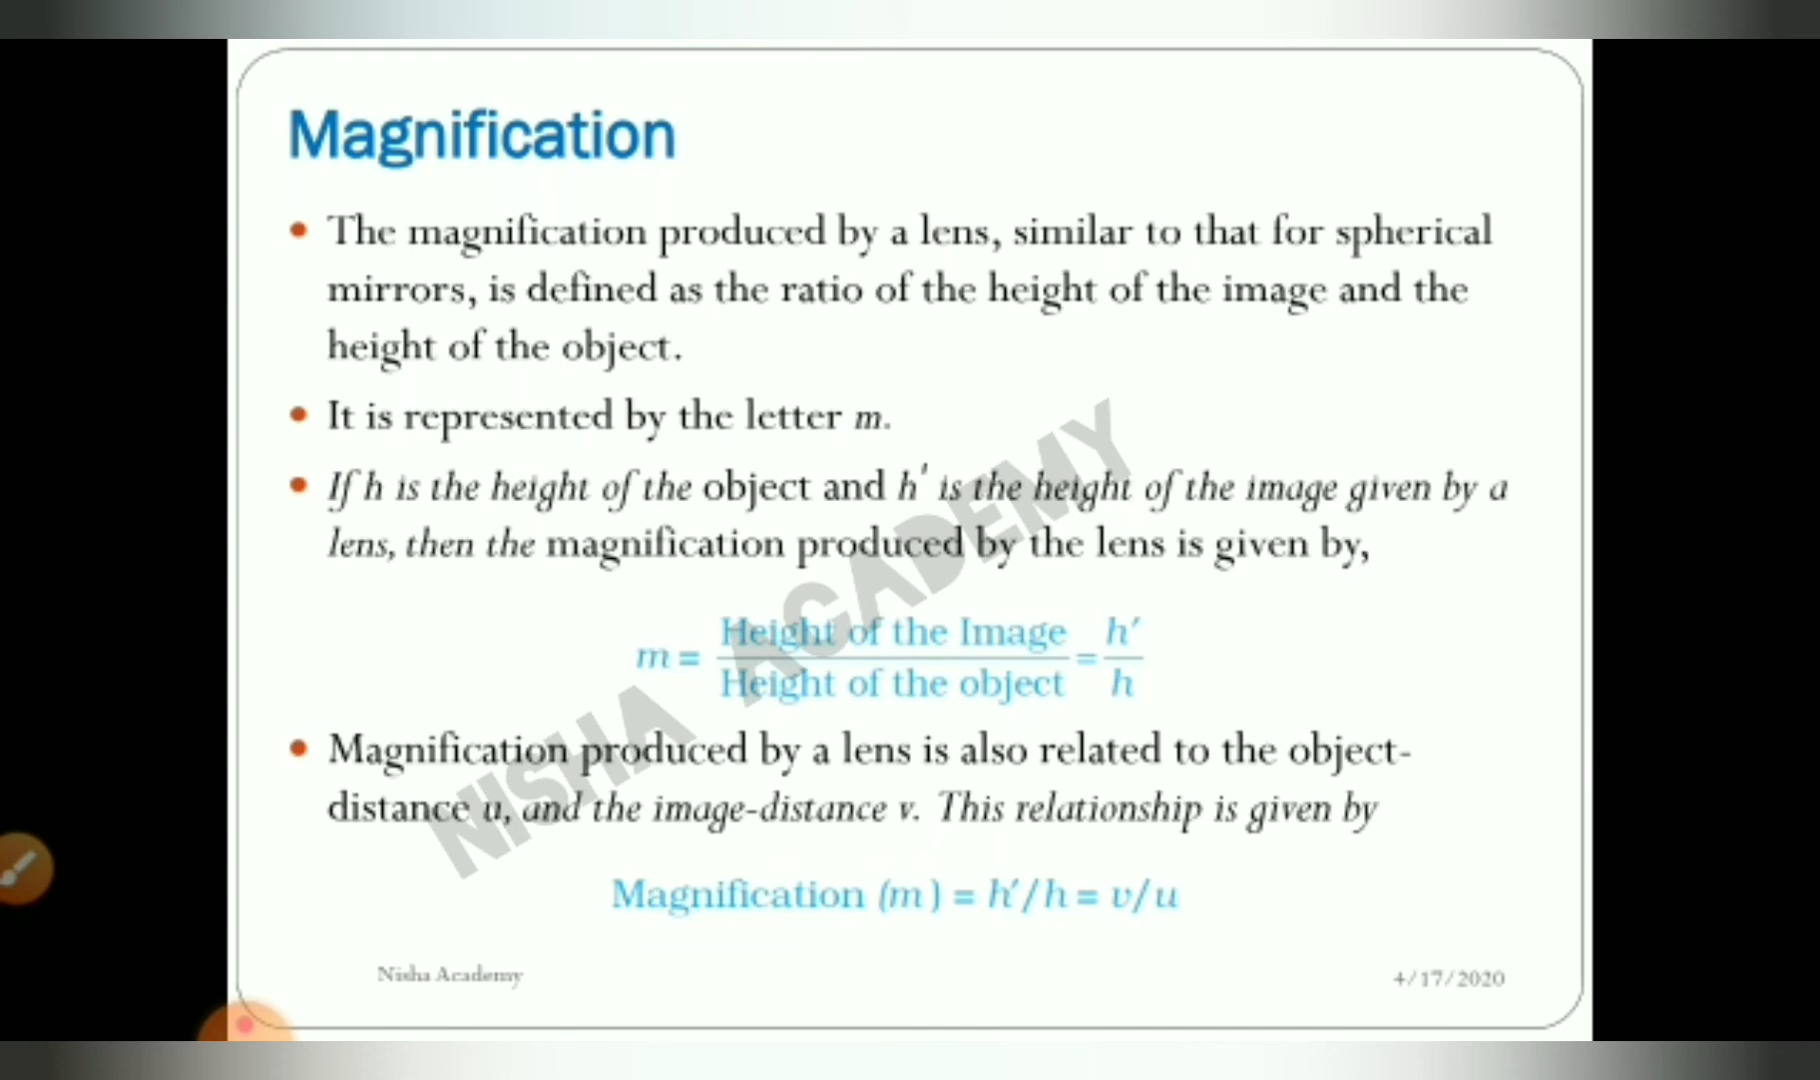 Magnification
• The magnification produced by a lens, similar to that for spherical
mirrors, is defined as the ratio of the height of the image and the
height of the object.
• It is represented by the letter m.
• If h is the height of the object and h′ is the height of the image given by a
lens, then the magnification produced by the lens is given by,
m = Height of the Image / Height of the object = h′ / h
• Magnification produced by a lens is also related to the object-
distance u, and the image-distance v. This relationship is given by
Magnification (m ) = h′/h = v/u
NISHA ACADEMY
Nisha Academy
4/17/2020